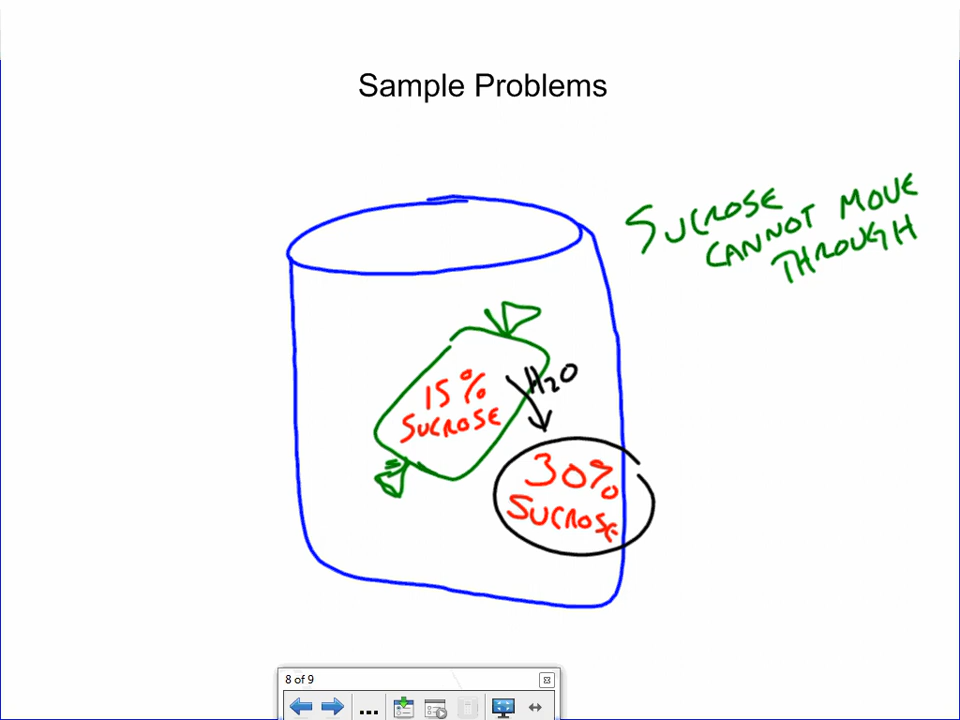 Sample Problems
SUCROSE
CANNOT MOVE
THROUGH
H2O
15%
SUCROSE
30%
SUCROSE
8 of 9